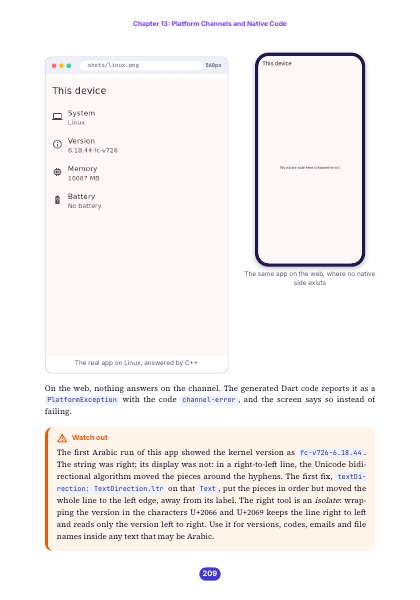 Chapter 13: Platform Channels and Native Code
shots/linux.png 560px
This device
System
Linux
Version
6.18.44-fc-v726
Memory
16087 MB
Battery
No battery
The real app on Linux, answered by C++
This device
No native side here (channel-error)
The same app on the web, where no native
side exists
On the web, nothing answers on the channel. The generated Dart code reports it as a
PlatformException with the code channel-error, and the screen says so instead of
failing.
Watch out
The first Arabic run of this app showed the kernel version as fc-v726-6.18.44.
The string was right; its display was not: in a right-to-left line, the Unicode bidi-
rectional algorithm moved the pieces around the hyphens. The first fix, textDi-
rection: TextDirection.ltr on that Text, put the pieces in order but moved the
whole line to the left edge, away from its label. The right tool is an isolate: wrap-
ping the version in the characters U+2066 and U+2069 keeps the line right to left
and reads only the version left to right. Use it for versions, codes, emails and file
names inside any text that may be Arabic.
209